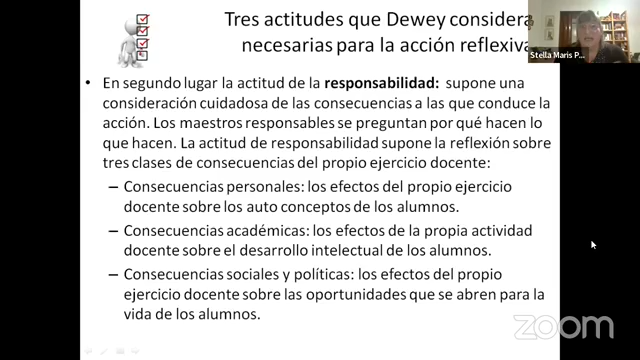 Tres actitudes que Dewey considera
necesarias para la acción reflexiva
Stella Maris P...
• En segundo lugar la actitud de la responsabilidad: supone una
consideración cuidadosa de las consecuencias a las que conduce la
acción. Los maestros responsables se preguntan por qué hacen lo
que hacen. La actitud de responsabilidad supone la reflexión sobre
tres clases de consecuencias del propio ejercicio docente:
– Consecuencias personales: los efectos del propio ejercicio
docente sobre los auto conceptos de los alumnos.
– Consecuencias académicas: los efectos de la propia actividad
docente sobre el desarrollo intelectual de los alumnos.
– Consecuencias sociales y políticas: los efectos del propio
ejercicio docente sobre las oportunidades que se abren para la
vida de los alumnos.
zoom